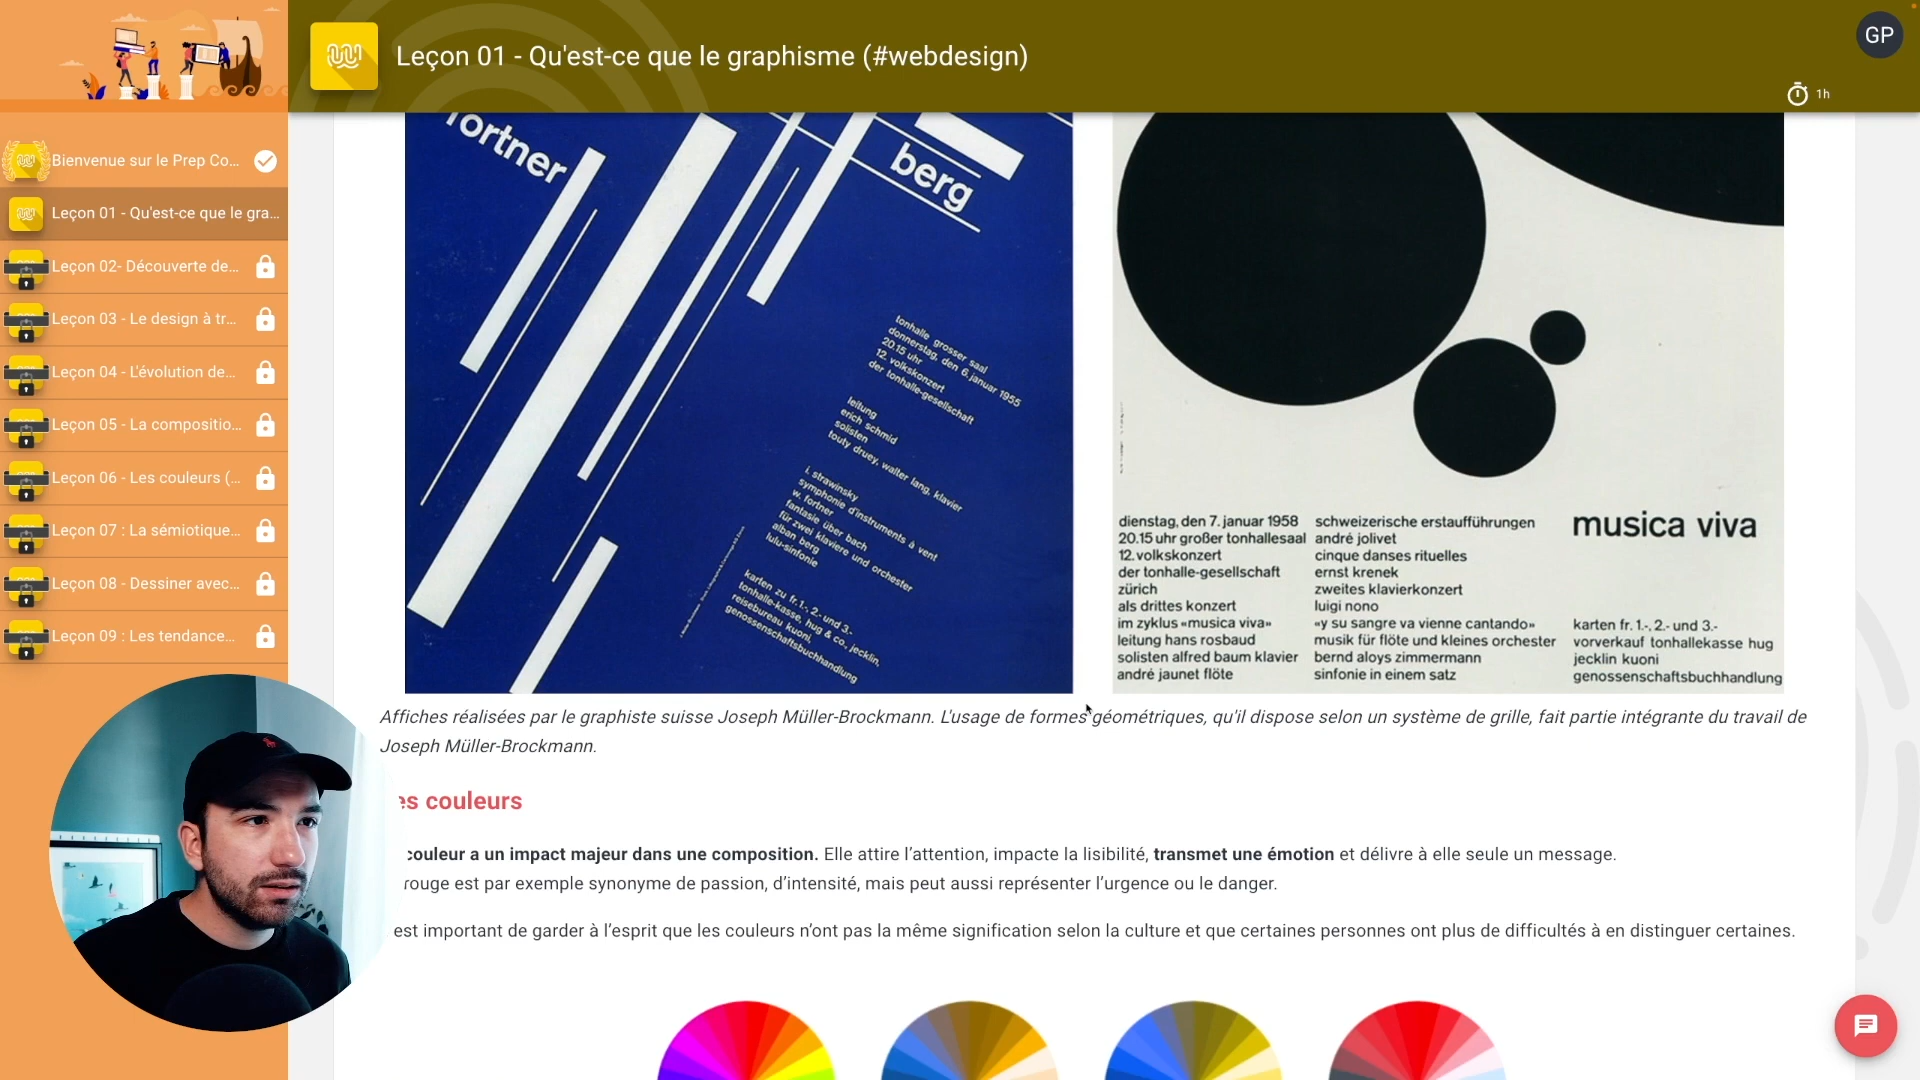 Leçon 01 - Qu'est-ce que le graphisme (#webdesign)
GP
1h
Bienvenue sur le Prep Co...
Leçon 01 - Qu'est-ce que le gra...
Leçon 02- Découverte de...
Leçon 03 - Le design à tr...
Leçon 04 - L'évolution de...
Leçon 05 - La compositio...
Leçon 06 - Les couleurs (...
Leçon 07 : La sémiotique...
Leçon 08 - Dessiner avec...
Leçon 09 : Les tendance...
fortner
berg
tonhalle grosser saal
donnerstag, den 6. januar 1955
20.15 uhr
12. volkskonzert
der tonhalle-gesellschaft
leitung
erich schmid
solisten
touty druey, walter lang, klavier
i. strawinsky
symphonie d'instruments à vent
w. fortner
fantasie über bach
für zwei klaviere und orchester
alban berg
lulu-sinfonie
karten zu fr. 1.-, 2.- und 3.-
tonhalle-kasse, hug & co., jecklin,
reisebureau kuoni,
genossenschaftsbuchhandlung
dienstag, den 7. januar 1958
20.15 uhr großer tonhallesaal
12. volkskonzert
der tonhalle-gesellschaft
zürich
als drittes konzert
im zyklus «musica viva»
leitung hans rosbaud
solisten alfred baum klavier
andré jaunet flöte
schweizerische erstaufführungen
andré jolivet
cinque danses rituelles
ernst krenek
zweites klavierkonzert
luigi nono
«y su sangre va vienne cantando»
musik für flöte und kleines orchester
bernd aloys zimmermann
sinfonie in einem satz
musica viva
karten fr. 1.-, 2.- und 3.-
vorverkauf tonhallekasse hug
jecklin kuoni
genossenschaftsbuchhandlung
Affiches réalisées par le graphiste suisse Joseph Müller-Brockmann. L'usage de formes géométriques, qu'il dispose selon un système de grille, fait partie intégrante du travail de
Joseph Müller-Brockmann.
es couleurs
couleur a un impact majeur dans une composition. Elle attire l'attention, impacte la lisibilité, transmet une émotion et délivre à elle seule un message.
rouge est par exemple synonyme de passion, d'intensité, mais peut aussi représenter l'urgence ou le danger.
est important de garder à l'esprit que les couleurs n'ont pas la même signification selon la culture et que certaines personnes ont plus de difficultés à en distinguer certaines.